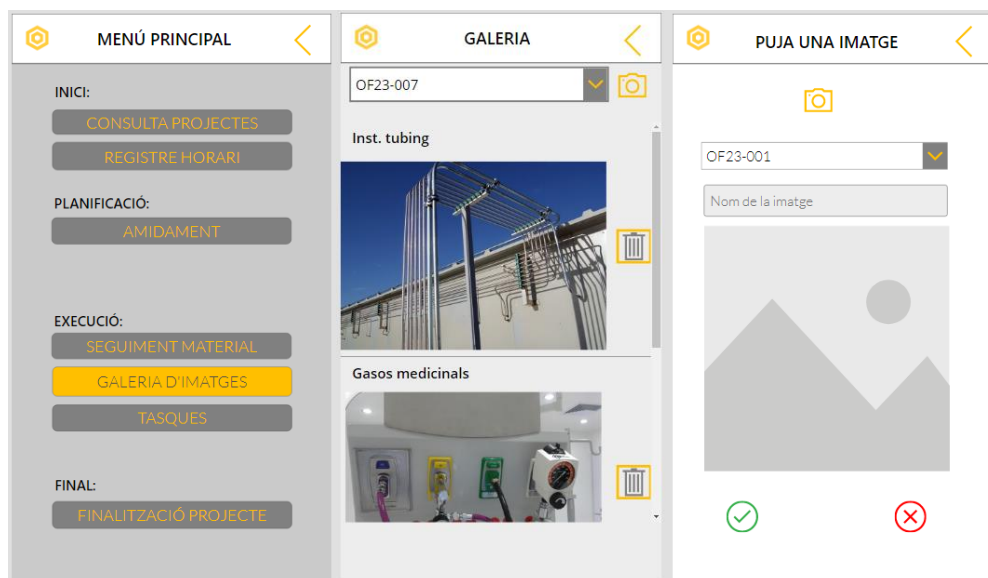 MENÚ PRINCIPAL
INICI:
CONSULTA PROJECTES
REGISTRE HORARI
PLANIFICACIÓ:
AMIDAMENT
EXECUCIÓ:
SEGUIMENT MATERIAL
GALERIA D'IMATGES
TASQUES
FINAL:
FINALITZACIÓ PROJECTE
GALERIA
OF23-007
Inst. tubing
Gasos medicinals
PUJA UNA IMATGE
OF23-001
Nom de la imatge